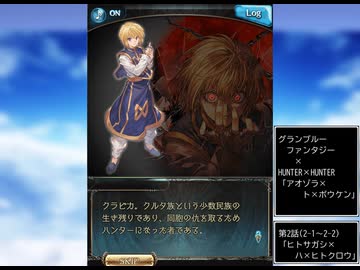 ON
Log
クラピカ。クルタ族という少数民族の
生き残りであり、同胞の仇を取る為め
ハンターに従っ大者である。
SKIP
グランブルー
ファンタジー
×
HUNTER×HUNTER
「アオゾラ×
ト×ボウケン」
第2話(2-1~2-2)
「ヒトサガシ×
ハ×ヒトクロウ」